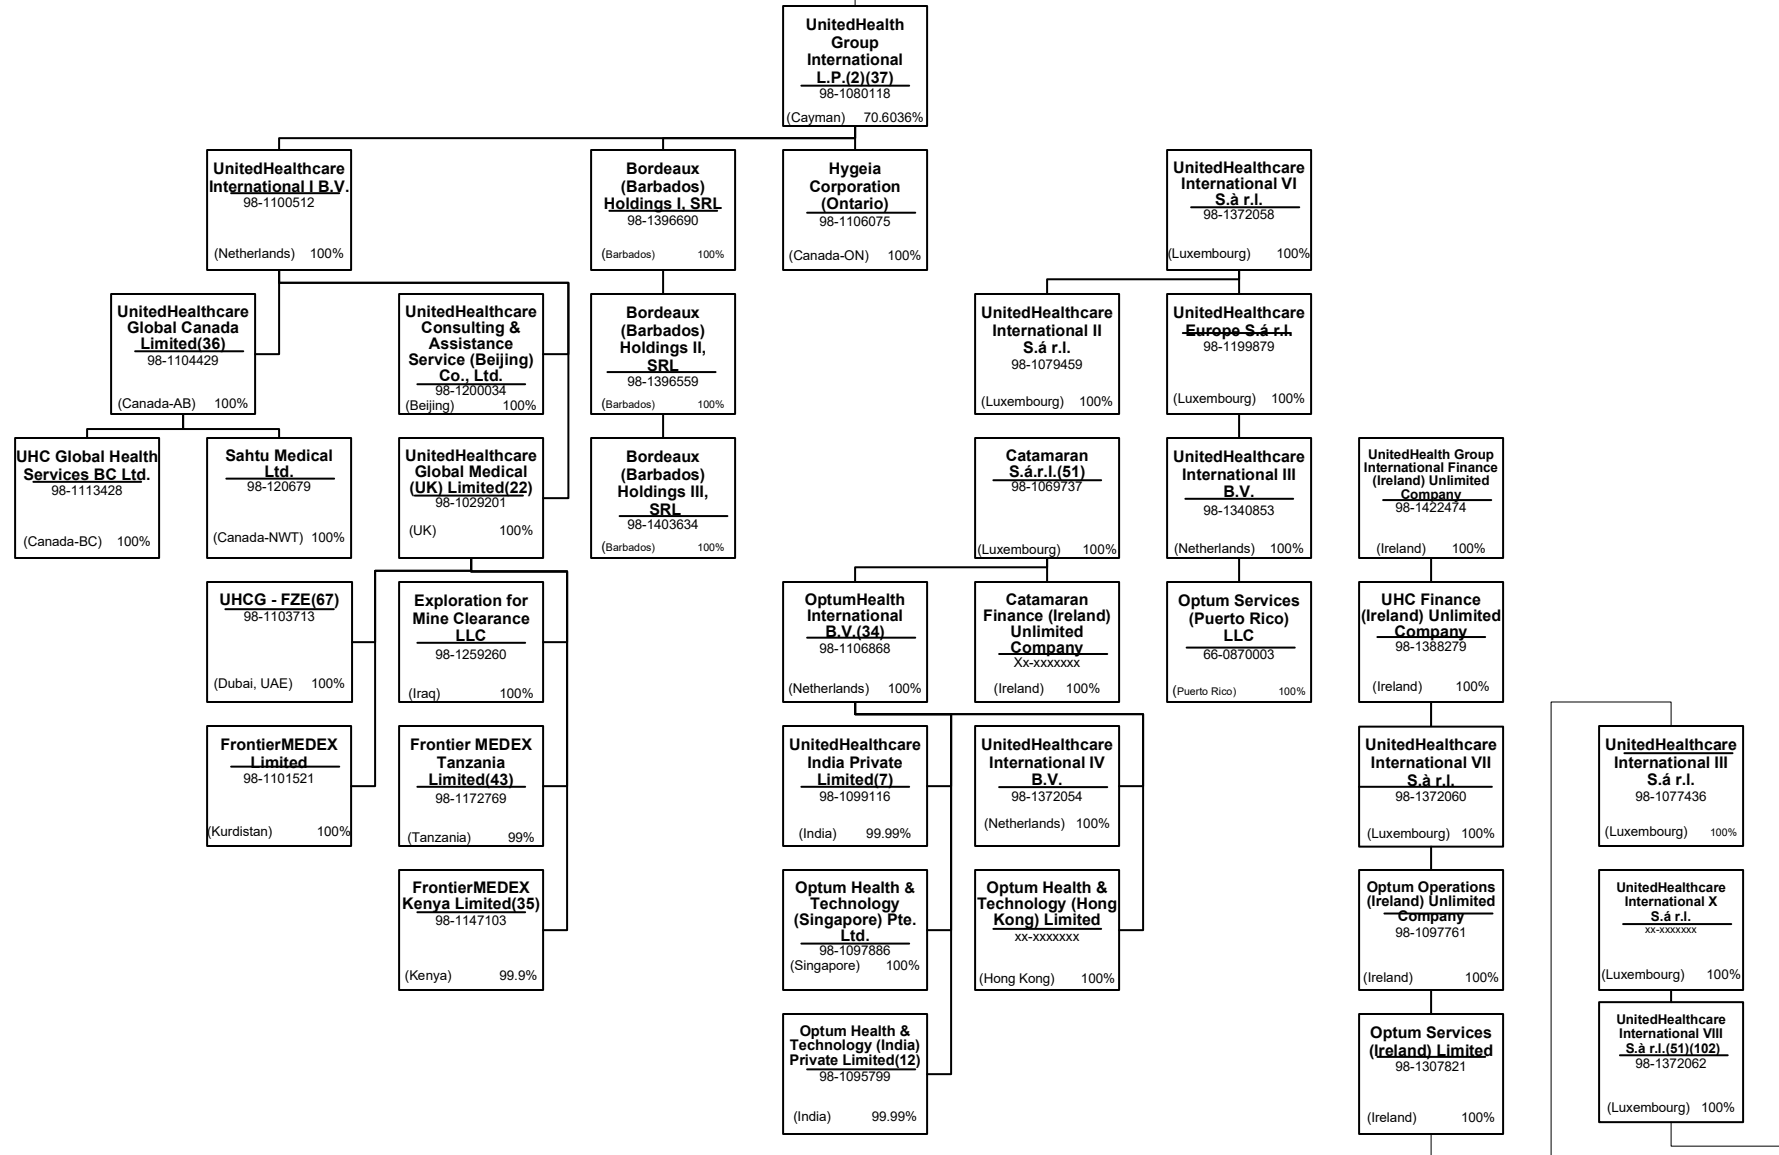 UnitedHealth
Group
International
L.P.(2)(37)
98-1080118
(Cayman) 70.6036%
UnitedHealthcare
International I B.V.
98-1100512
(Netherlands) 100%
Bordeaux
(Barbados)
Holdings I, SRL
98-1396690
(Barbados) 100%
Hygeia
Corporation
(Ontario)
98-1106075
(Canada-ON) 100%
UnitedHealthcare
International VI
S.à r.l.
98-1372058
(Luxembourg) 100%
UnitedHealthcare
Global Canada
Limited(36)
98-1104429
(Canada-AB) 100%
UnitedHealthcare
Consulting &
Assistance
Service (Beijing)
Co., Ltd.
98-1200034
(Beijing) 100%
Bordeaux
(Barbados)
Holdings II,
SRL
98-1396559
(Barbados) 100%
UnitedHealthcare
International II
S.á r.l.
98-1079459
(Luxembourg) 100%
UnitedHealthcare
Europe S.á r.l.
98-1199879
(Luxembourg) 100%
UHC Global Health
Services BC Ltd.
98-1113428
(Canada-BC) 100%
Sahtu Medical
Ltd.
98-120679
(Canada-NWT) 100%
UnitedHealthcare
Global Medical
(UK) Limited(22)
98-1029201
(UK) 100%
Bordeaux
(Barbados)
Holdings III,
SRL
98-1403634
(Barbados) 100%
Catamaran
S.á.r.l.(51)
98-1069737
(Luxembourg) 100%
UnitedHealthcare
International III
B.V.
98-1340853
(Netherlands) 100%
UnitedHealth Group
International Finance
(Ireland) Unlimited
Company
98-1422474
(Ireland) 100%
UHCG - FZE(67)
98-1103713
(Dubai, UAE) 100%
Exploration for
Mine Clearance
LLC
98-1259260
(Iraq) 100%
OptumHealth
International
B.V.(34)
98-1106868
(Netherlands) 100%
Catamaran
Finance (Ireland)
Unlimited
Company
Xx-xxxxxxx
(Ireland) 100%
Optum Services
(Puerto Rico)
LLC
66-0870003
(Puerto Rico) 100%
UHC Finance
(Ireland) Unlimited
Company
98-1388279
(Ireland) 100%
FrontierMEDEX
Limited
98-1101521
(Kurdistan) 100%
Frontier MEDEX
Tanzania
Limited(43)
98-1172769
(Tanzania) 99%
UnitedHealthcare
India Private
Limited(7)
98-1099116
(India) 99.99%
UnitedHealthcare
International IV
B.V.
98-1372054
(Netherlands) 100%
UnitedHealthcare
International VII
S.à r.l.
98-1372060
(Luxembourg) 100%
UnitedHealthcare
International III
S.á r.l.
98-1077436
(Luxembourg) 100%
FrontierMEDEX
Kenya Limited(35)
98-1147103
(Kenya) 99.9%
Optum Health &
Technology
(Singapore) Pte.
Ltd.
98-1097886
(Singapore) 100%
Optum Health &
Technology (Hong
Kong) Limited
xx-xxxxxxx
(Hong Kong) 100%
Optum Operations
(Ireland) Unlimited
Company
98-1097761
(Ireland) 100%
UnitedHealthcare
International X
S.á r.l.
xx-xxxxxxx
(Luxembourg) 100%
Optum Health &
Technology (India)
Private Limited(12)
98-1095799
(India) 99.99%
Optum Services
(Ireland) Limited
98-1307821
(Ireland) 100%
UnitedHealthcare
International VIII
S.à r.l.(51)(102)
98-1372062
(Luxembourg) 100%